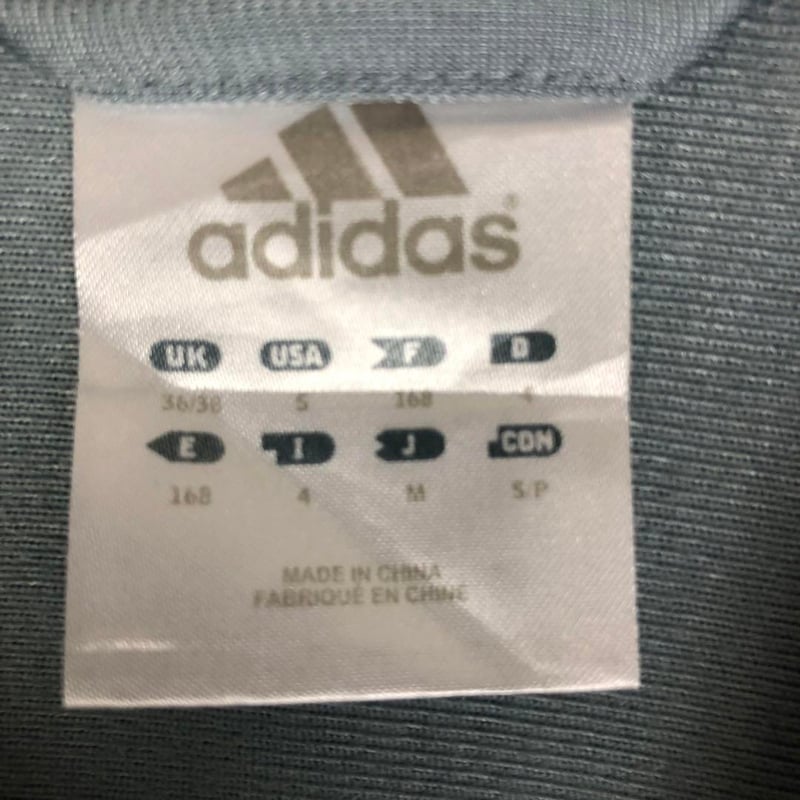 adidas®
UK USA F D
36/38 S 168 4
E I J CDN
168 4 M S/P
MADE IN CHINA
FABRIQUÉ EN CHINE